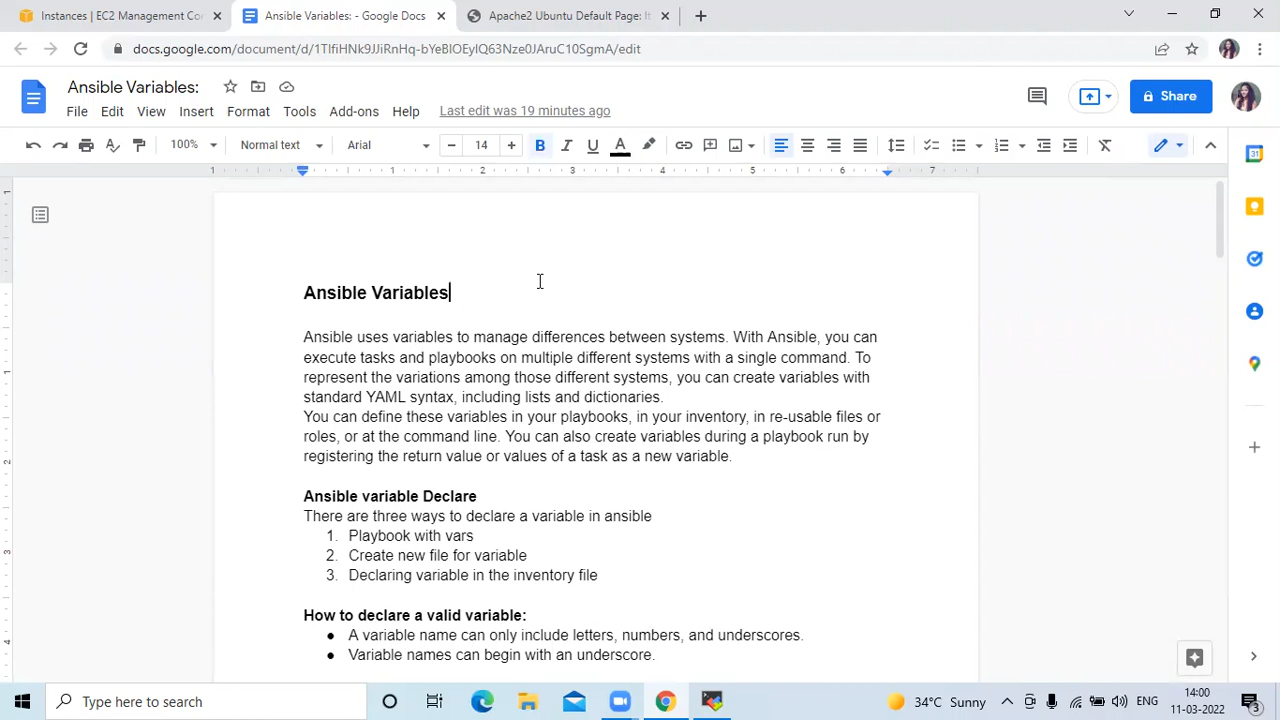 Instances | EC2 Management Co
Ansible Variables: - Google Docs
Apache2 Ubuntu Default Page: It
docs.google.com/document/d/1TlfiHNk9JJiRnHq-bYeBlOEyIQ63Nze0JAruC10SgmA/edit
Ansible Variables:
Share
File Edit View Insert Format Tools Add-ons Help Last edit was 19 minutes ago
100% Normal text Arial 14 B I U A
1 1 2 3 4 5 6 7
Ansible Variables
Ansible uses variables to manage differences between systems. With Ansible, you can
execute tasks and playbooks on multiple different systems with a single command. To
represent the variations among those different systems, you can create variables with
standard YAML syntax, including lists and dictionaries.
You can define these variables in your playbooks, in your inventory, in re-usable files or
roles, or at the command line. You can also create variables during a playbook run by
registering the return value or values of a task as a new variable.
Ansible variable Declare
There are three ways to declare a variable in ansible
1. Playbook with vars
2. Create new file for variable
3. Declaring variable in the inventory file
How to declare a valid variable:
● A variable name can only include letters, numbers, and underscores.
● Variable names can begin with an underscore.
Type here to search
34°C Sunny
ENG
14:00
11-03-2022
3